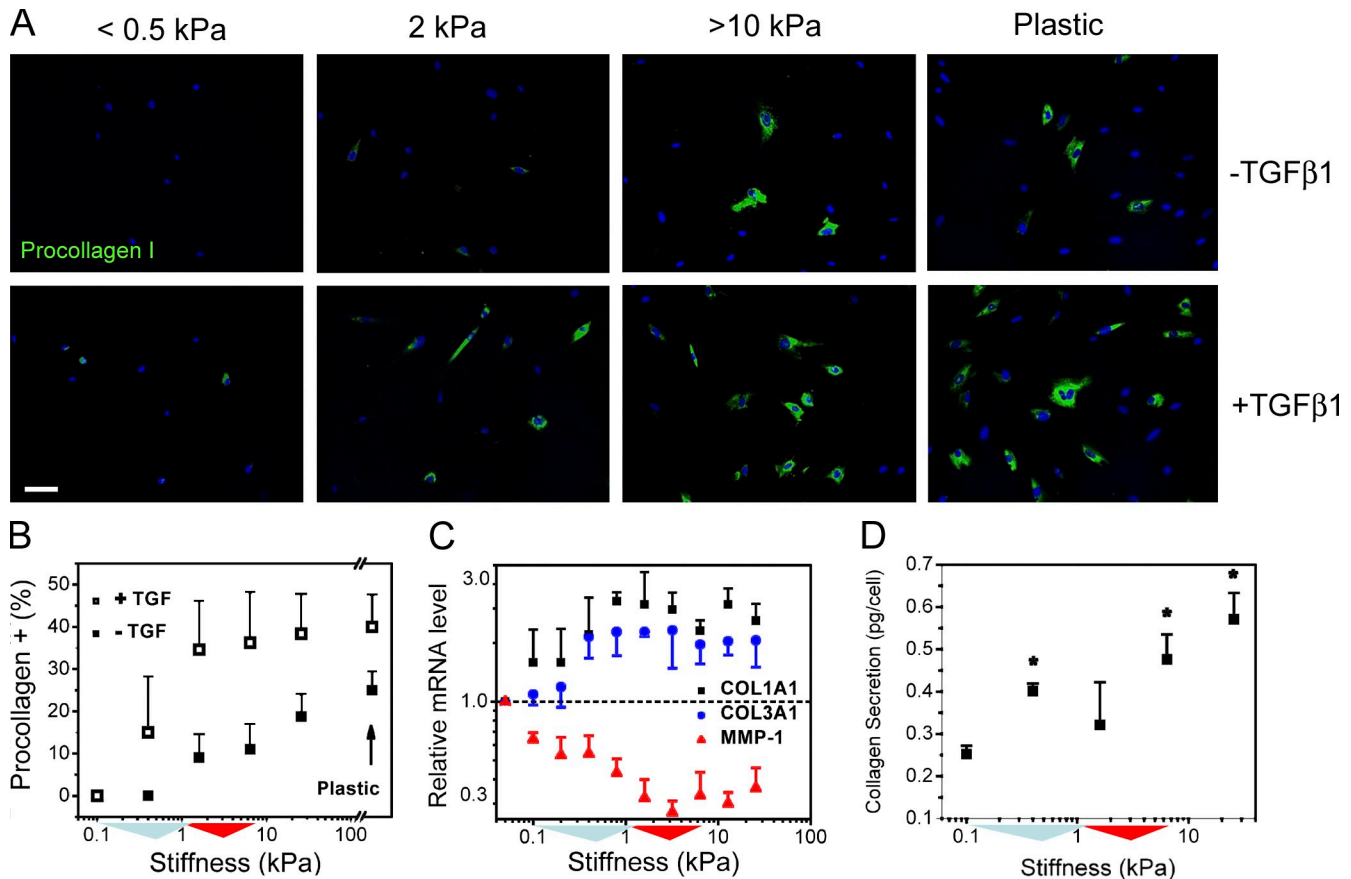 A
< 0.5 kPa
2 kPa
>10 kPa
Plastic
Procollagen I
-TGFβ1
+TGFβ1
B
Procollagen + (%)
50
40
30
20
10
0
+ TGF
- TGF
Plastic
0.1
1
10
100
Stiffness (kPa)
C
Relative mRNA level
3.0
1.0
0.3
COL1A1
COL3A1
MMP-1
0.1
1
10
100
Stiffness (kPa)
D
Collagen Secretion (pg/cell)
0.7
0.6
0.5
0.4
0.3
0.2
0.1
*
*
*
0.1
1
10
Stiffness (kPa)